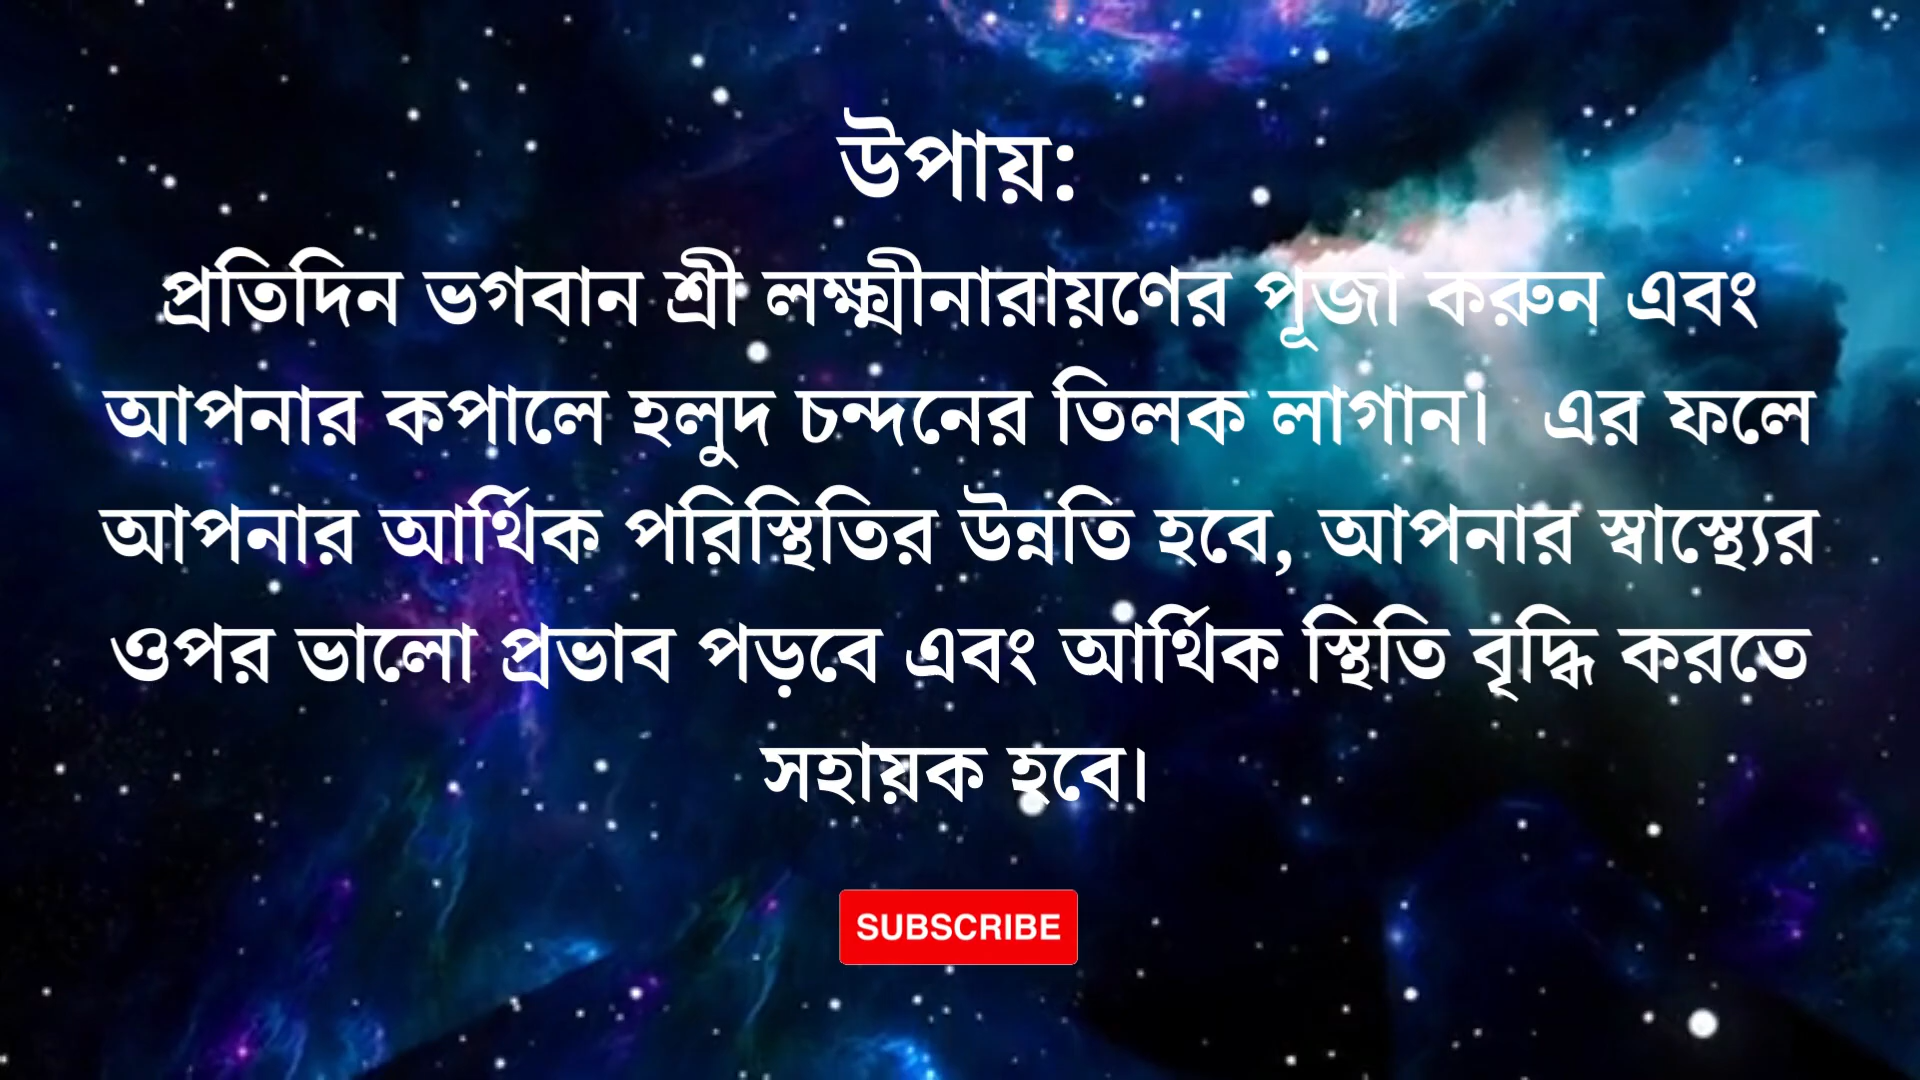 উপায়:
প্রতিদিন ভগবান শ্রী লক্ষ্মীনারায়ণের পূজা করুন এবং
আপনার কপালে হলুদ চন্দনের তিলক লাগান।  এর ফলে
আপনার আর্থিক পরিস্থিতির উন্নতি হবে, আপনার স্বাস্থ্যের
ওপর ভালো প্রভাব পড়বে এবং আর্থিক স্থিতি বৃদ্ধি করতে
সহায়ক হবে।
SUBSCRIBE